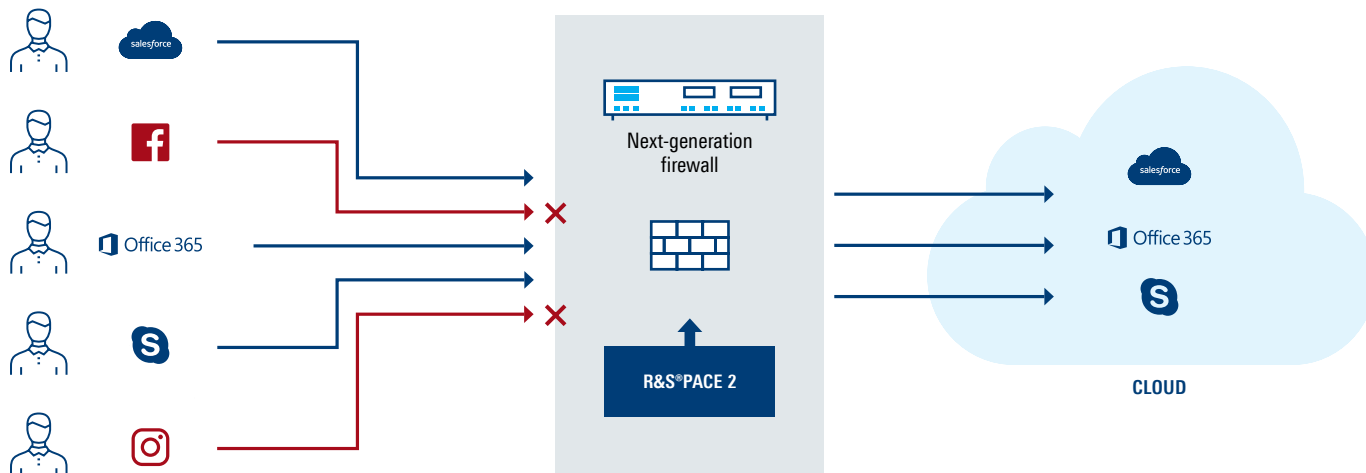 salesforce
Office 365
S
Next-generation
firewall
R&S®PACE 2
salesforce
Office 365
S
CLOUD